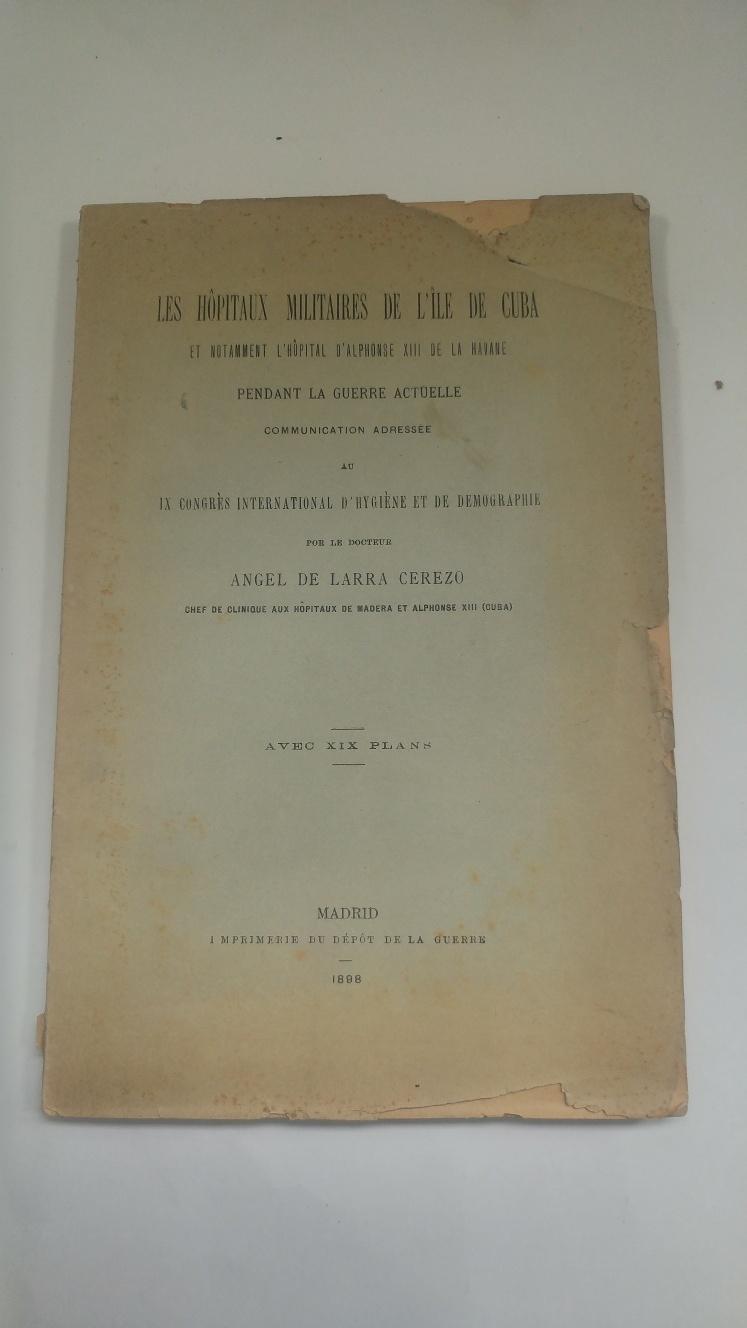 LES HÔPITAUX MILITAIRES DE L'ÎLE DE CUBA
ET NOTAMMENT L'HÔPITAL D'ALPHONSE XIII DE LA HAVANE
PENDANT LA GUERRE ACTUELLE
COMMUNICATION ADRESSÉE
AU
IX CONGRÈS INTERNATIONAL D'HYGIÈNE ET DE DEMOGRAPHIE
POR LE DOCTEUR
ANGEL DE LARRA CEREZO
CHEF DE CLINIQUE AUX HÔPITAUX DE MADERA ET ALPHONSE XIII (CUBA)
AVEC XIX PLANS
MADRID
IMPRIMERIE DU DÉPÔT DE LA GUERRE
1898